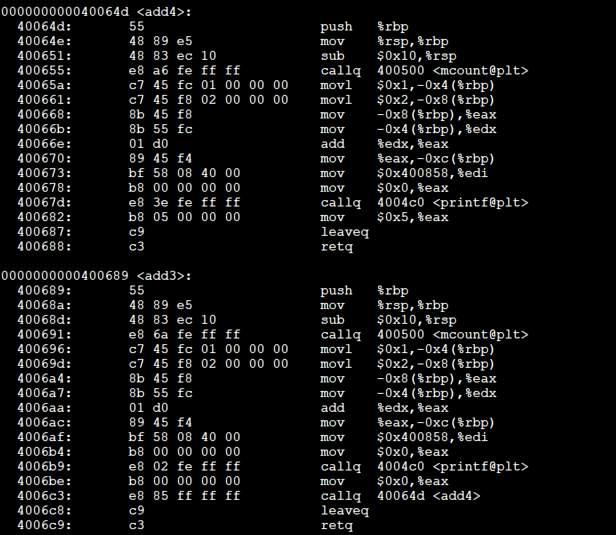 000000000040064d <add4>:
40064d: 55 push %rbp
40064e: 48 89 e5 mov %rsp,%rbp
400651: 48 83 ec 10 sub $0x10,%rsp
400655: e8 a6 fe ff ff callq 400500 <mcount@plt>
40065a: c7 45 fc 01 00 00 00 movl $0x1,-0x4(%rbp)
400661: c7 45 f8 02 00 00 00 movl $0x2,-0x8(%rbp)
400668: 8b 45 f8 mov -0x8(%rbp),%eax
40066b: 8b 55 fc mov -0x4(%rbp),%edx
40066e: 01 d0 add %edx,%eax
400670: 89 45 f4 mov %eax,-0xc(%rbp)
400673: bf 58 08 40 00 mov $0x400858,%edi
400678: b8 00 00 00 00 mov $0x0,%eax
40067d: e8 3e fe ff ff callq 4004c0 <printf@plt>
400682: b8 05 00 00 00 mov $0x5,%eax
400687: c9 leaveq
400688: c3 retq
0000000000400689 <add3>:
400689: 55 push %rbp
40068a: 48 89 e5 mov %rsp,%rbp
40068d: 48 83 ec 10 sub $0x10,%rsp
400691: e8 6a fe ff ff callq 400500 <mcount@plt>
400696: c7 45 fc 01 00 00 00 movl $0x1,-0x4(%rbp)
40069d: c7 45 f8 02 00 00 00 movl $0x2,-0x8(%rbp)
4006a4: 8b 45 f8 mov -0x8(%rbp),%eax
4006a7: 8b 55 fc mov -0x4(%rbp),%edx
4006aa: 01 d0 add %edx,%eax
4006ac: 89 45 f4 mov %eax,-0xc(%rbp)
4006af: bf 58 08 40 00 mov $0x400858,%edi
4006b4: b8 00 00 00 00 mov $0x0,%eax
4006b9: e8 02 fe ff ff callq 4004c0 <printf@plt>
4006be: b8 00 00 00 00 mov $0x0,%eax
4006c3: e8 85 ff ff ff callq 40064d <add4>
4006c8: c9 leaveq
4006c9: c3 retq